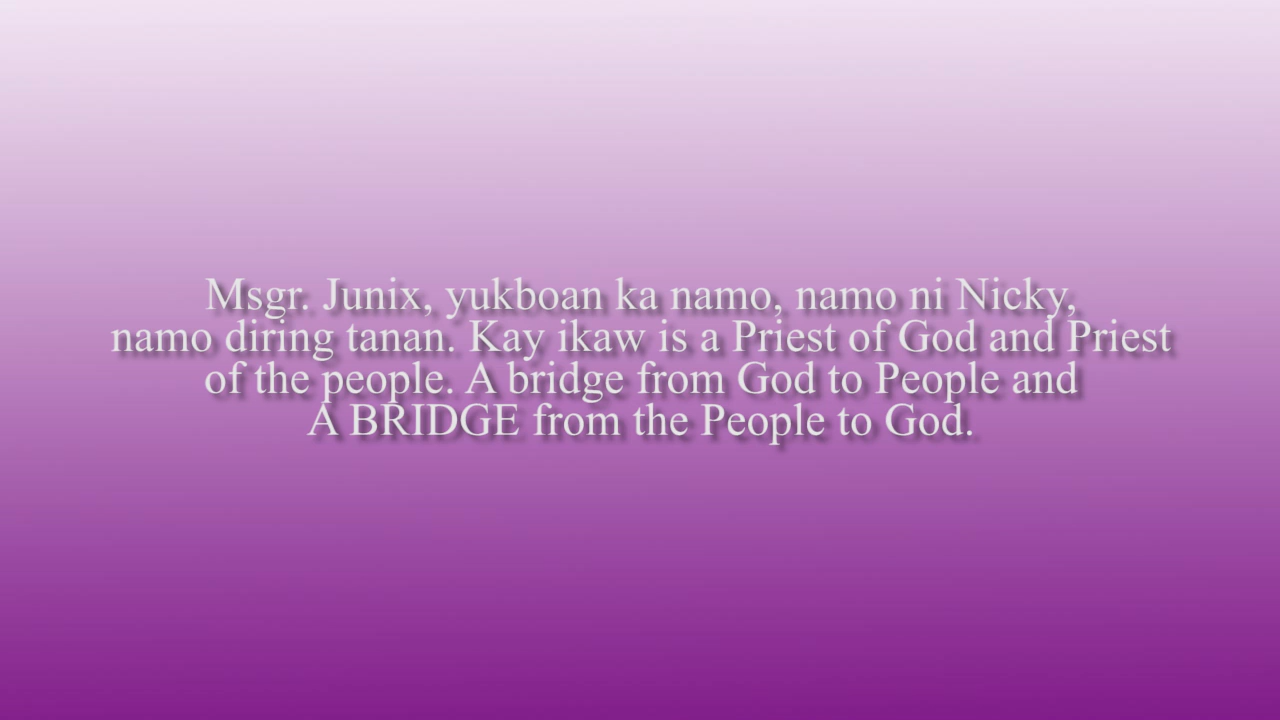 Msgr. Junix, yukboan ka namo, namo ni Nicky,
namo diring tanan. Kay ikaw is a Priest of God and Priest
of the people. A bridge from God to People and
A BRIDGE from the People to God.